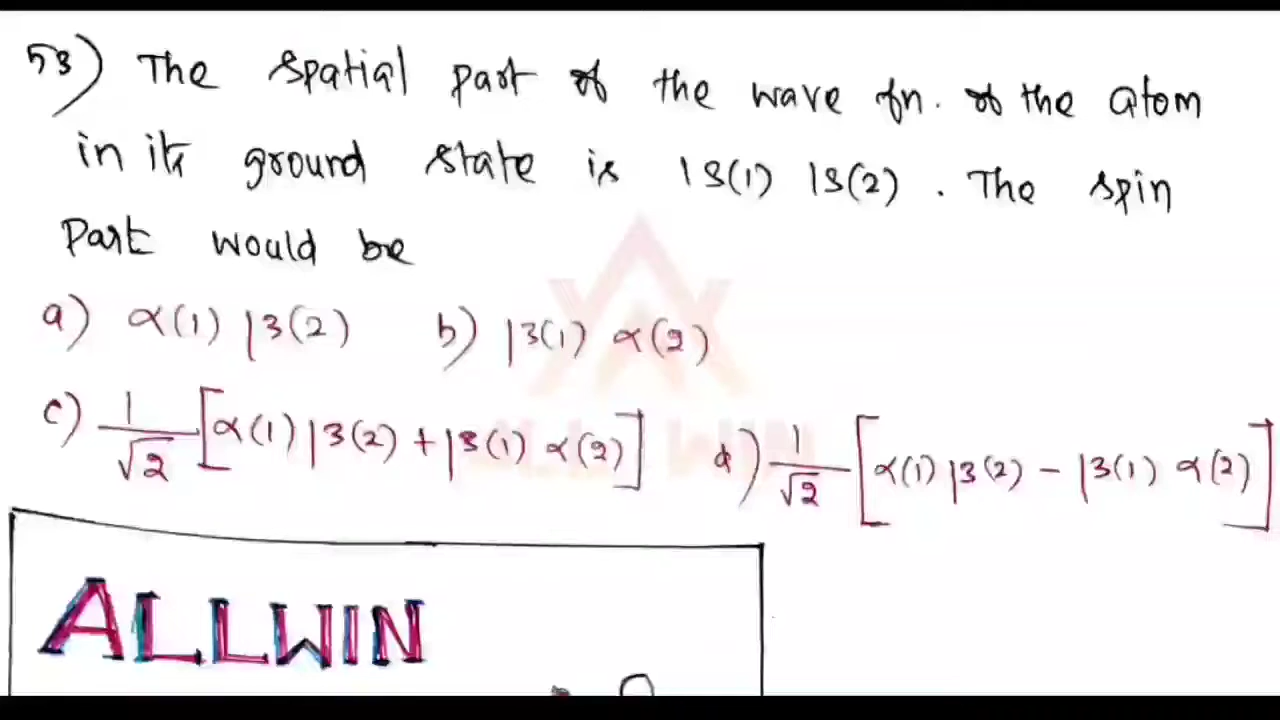 53) The spatial part of the wave fn. of the atom
in its ground state is 1s(1) 1s(2). The spin
Part would be
a) α(1) β(2) b) β(1) α(2)
c) 1/√2 [α(1) β(2) + β(1) α(2)] d) 1/√2 [α(1) β(2) - β(1) α(2)]
ALL WIN
ALLWIN